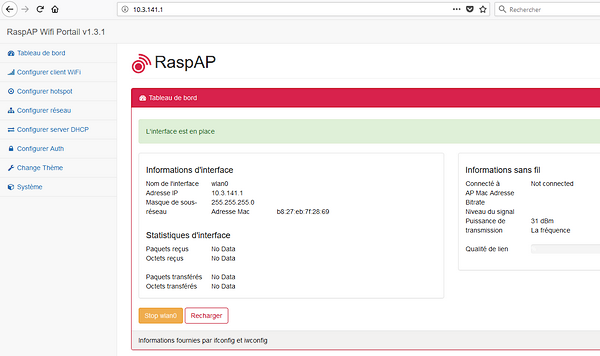 10.3.141.1
Rechercher
RaspAP Wifi Portail v1.3.1
Tableau de bord
Configurer client WiFi
Configurer hotspot
Configurer réseau
Configurer server DHCP
Configurer Auth
Change Thème
Système
RaspAP
Tableau de bord
L'interface est en place
Informations d'interface
Nom de l'interface wlan0
Adresse IP 10.3.141.1
Masque de sous-réseau 255.255.255.0
Adresse Mac b8:27:eb:7f:28:69
Statistiques d'interface
Paquets reçus No Data
Octets reçus No Data
Paquets transférés No Data
Octets transférés No Data
Informations sans fil
Connecté à Not connected
AP Mac Adresse
Bitrate
Niveau du signal
Puissance de transmission 31 dBm
La fréquence
Qualité de lien
Stop wlan0 Recharger
Informations fournies par ifconfig et iwconfig